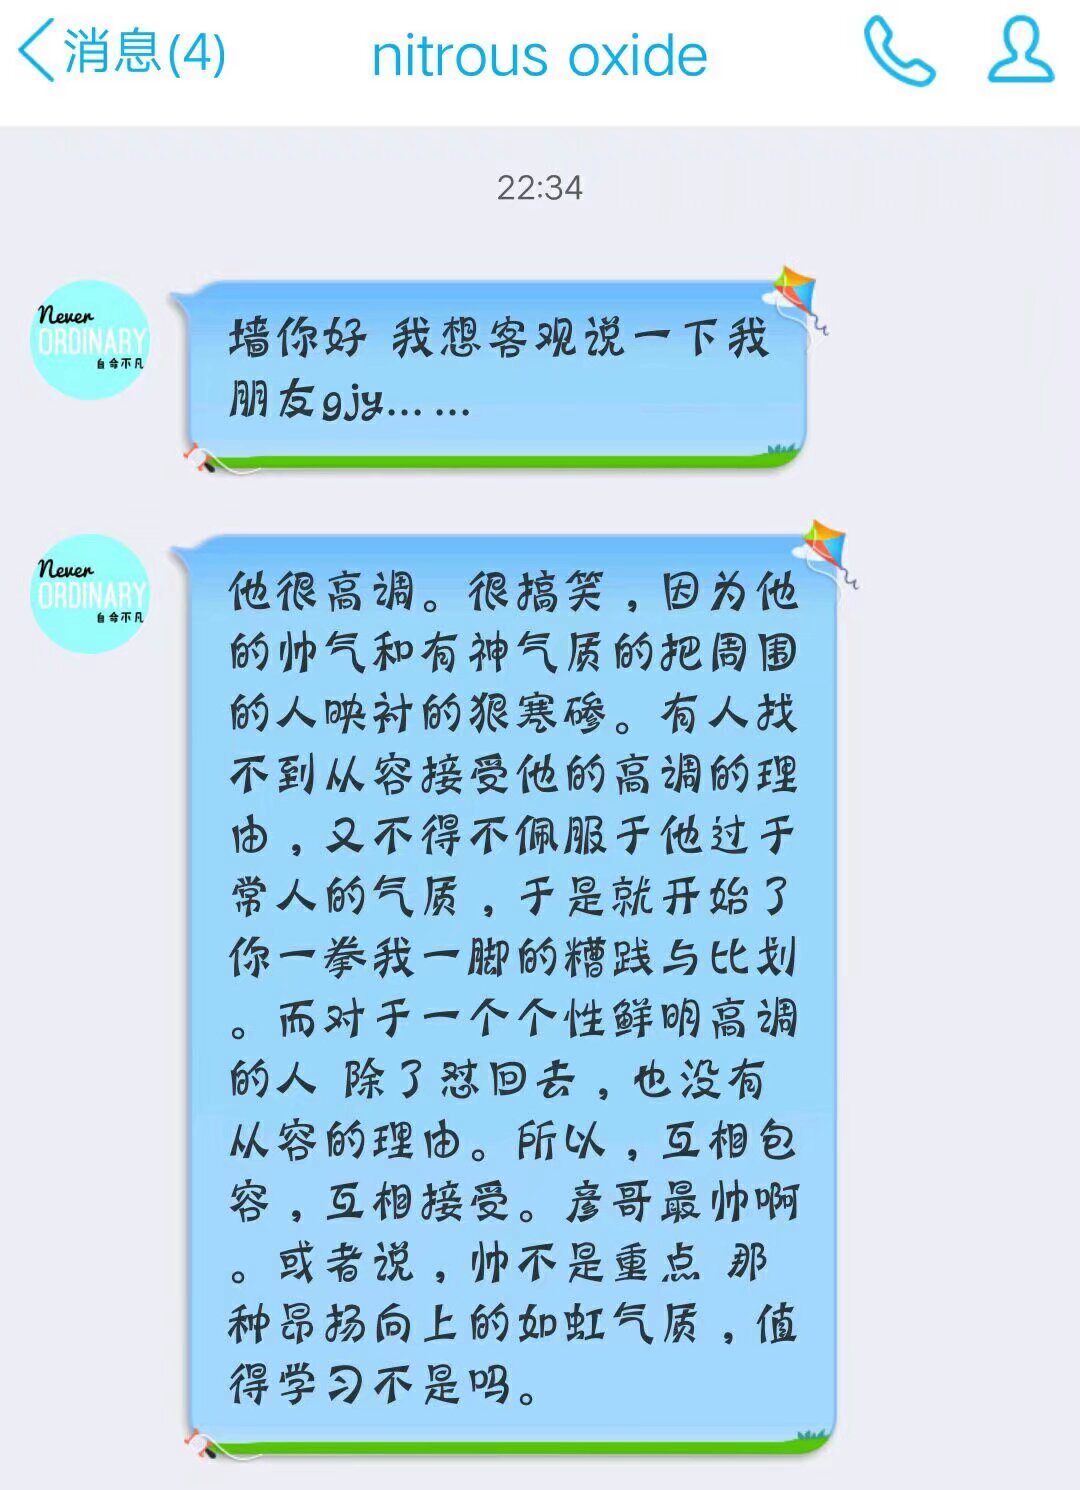 消息(4)
nitrous oxide
22:34
Never
ORDINARY
自命不凡
墙你好 我想客观说一下我
朋友gjy... ...
Never
ORDINARY
自命不凡
他很高调。很搞笑，因为他
的帅气和有神气质的把周围
的人映衬的狠寒碜。有人找
不到从容接受他的高调的理
由，又不得不佩服于他过于
常人的气质，于是就开始了
你一拳我一脚的糟践与比划
。而对于一个个性鲜明高调
的人 除了怼回去，也没有
从容的理由。所以，互相包
容，互相接受。彦哥最帅啊
。或者说，帅不是重点 那
种昂扬向上的如虹气质，值
得学习不是吗。